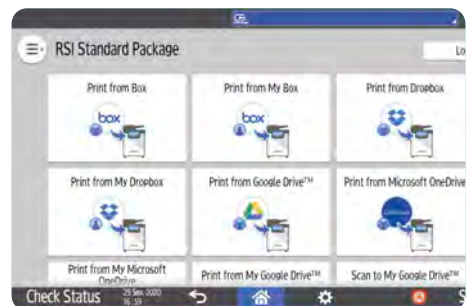 RSI Standard Package
Lo
Print from Box
Print from My Box
Print from Dropbox
box
box
Print from My Dropbox
Print from Google Drive™
Print from Microsoft OneDrive
Print from My Microsoft
OneDrive
Print from My Google Drive™
Scan to My Google Drive™
Check Status
16:59